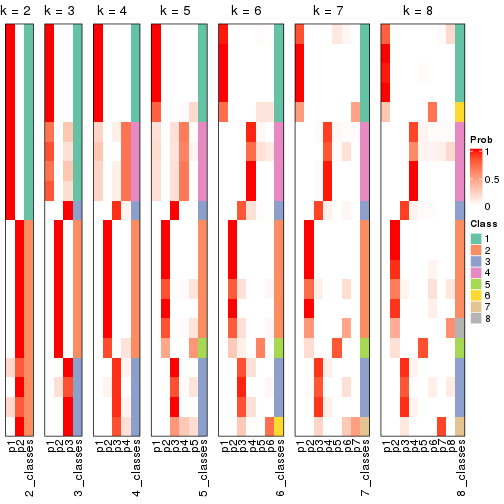 k = 2 k = 3 k = 4 k = 5 k = 6 k = 7 k = 8
Prob
1
0.5
0
Class
1
2
3
4
5
6
7
8
p1 p2 2_classes p1 p2 p3 3_classes p1 p2 p3 p4 4_classes p1 p2 p3 p4 p5 5_classes p1 p2 p3 p4 p5 p6 6_classes p1 p2 p3 p4 p5 p6 p7 7_classes p1 p2 p3 p4 p5 p6 p7 p8 8_classes